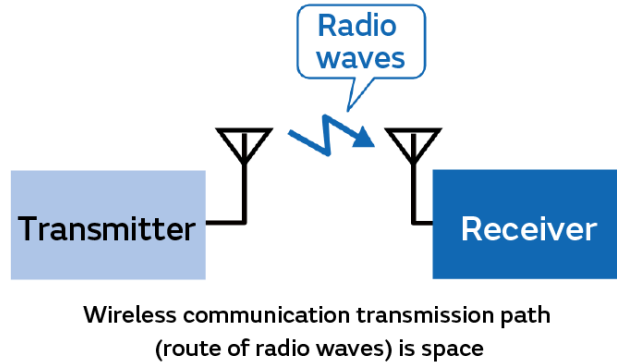 Radio
waves
Transmitter
Receiver
Wireless communication transmission path
(route of radio waves) is space